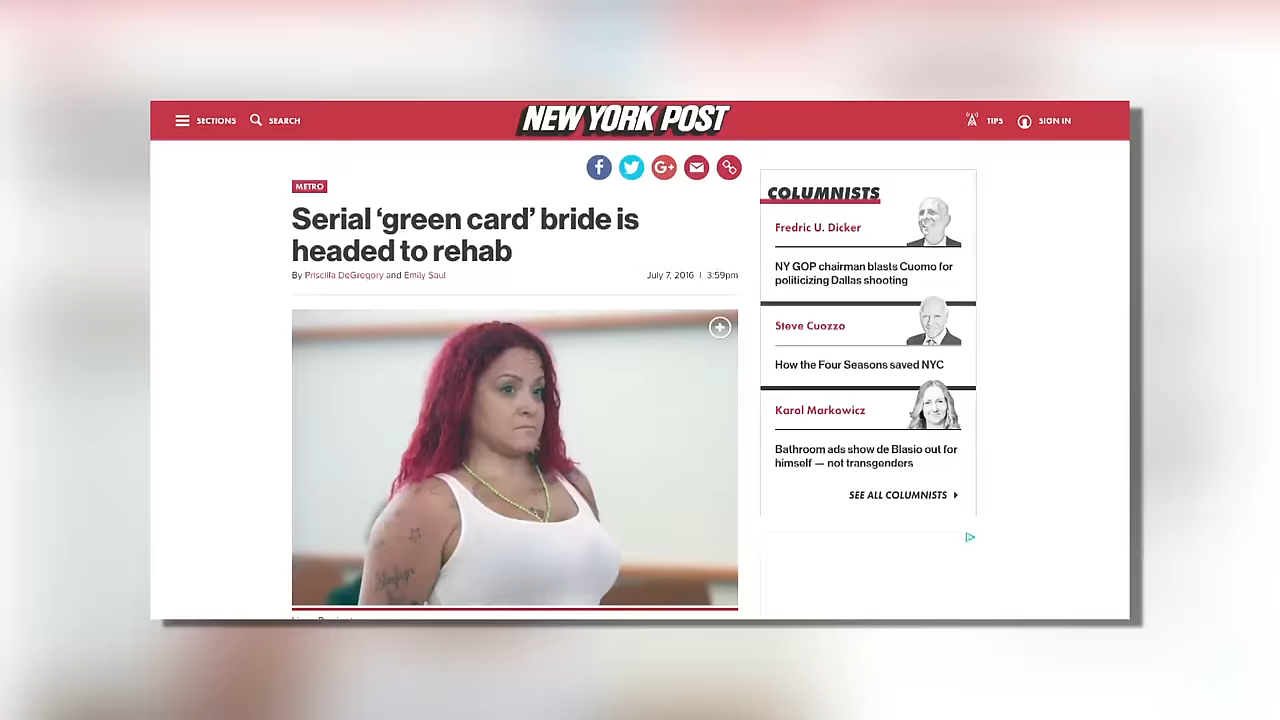 SECTIONS
SEARCH
NEW YORK POST
TIPS
SIGN IN
METRO
Serial ‘green card’ bride is
headed to rehab
By Priscilla DeGregory and Emily Saul
July 7, 2016 | 3:59pm
COLUMNISTS
Fredric U. Dicker
NY GOP chairman blasts Cuomo for
politicizing Dallas shooting
Steve Cuozzo
How the Four Seasons saved NYC
Karol Markowicz
Bathroom ads show de Blasio out for
himself — not transgenders
SEE ALL COLUMNISTS